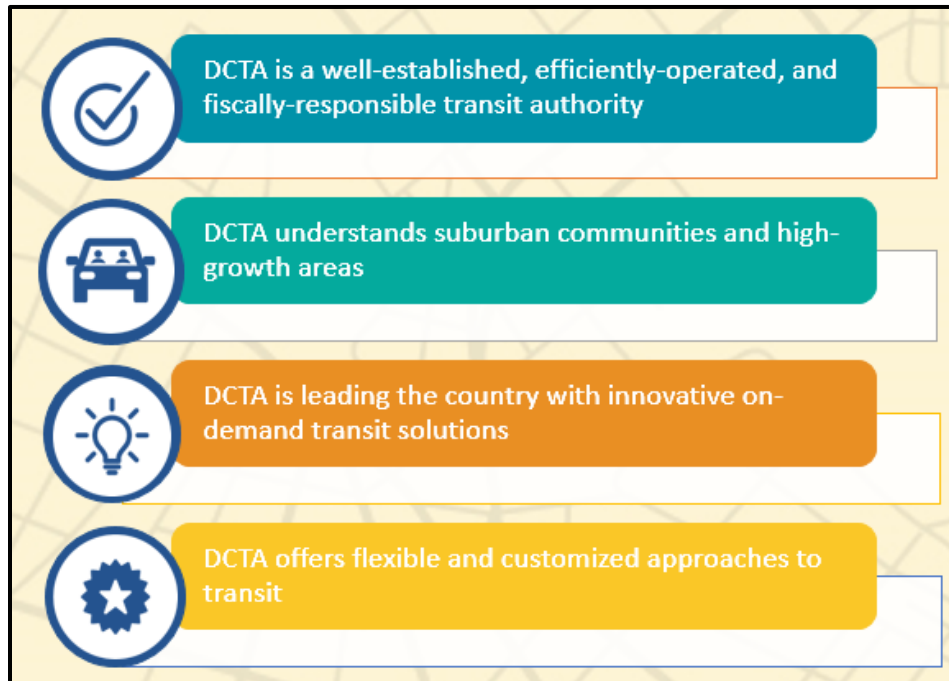 DCTA is a well-established, efficiently-operated, and
fiscally-responsible transit authority
DCTA understands suburban communities and high-
growth areas
DCTA is leading the country with innovative on-
demand transit solutions
DCTA offers flexible and customized approaches to
transit